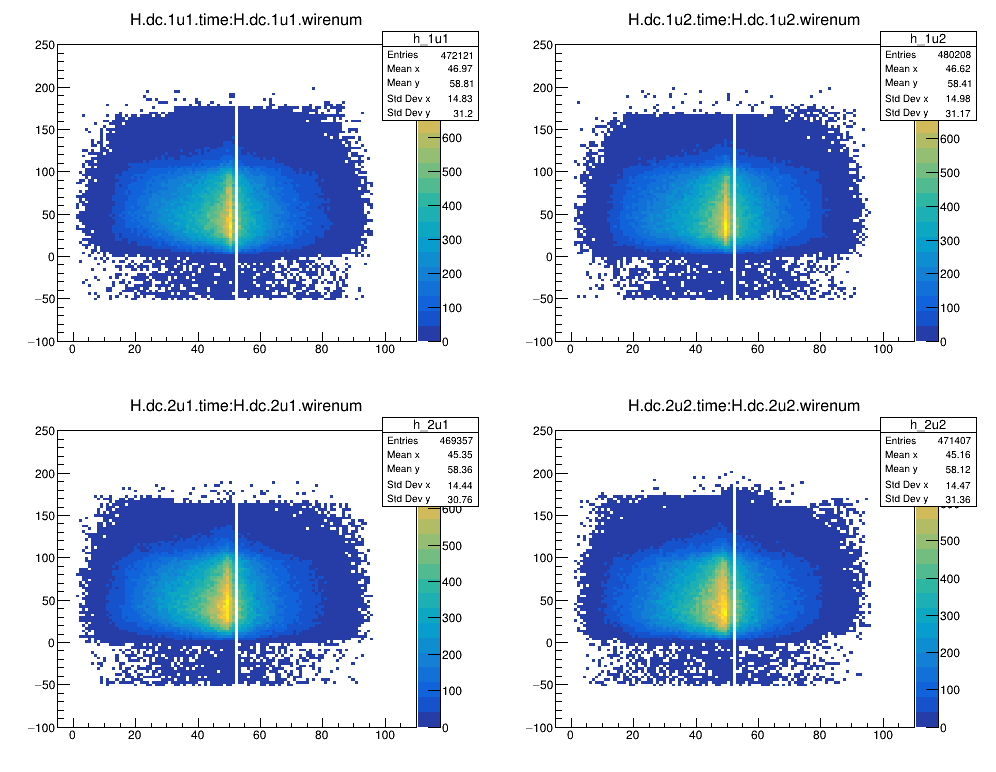 H.dc.1u1.time:H.dc.1u1.wirenum
h_1u1
Entries 472121
Mean x 46.97
Mean y 58.81
Std Dev x 14.83
Std Dev y 31.2
250
200
150
100
50
0
−50
−100
0 20 40 60 80 100
600
500
400
300
200
100
0
H.dc.1u2.time:H.dc.1u2.wirenum
h_1u2
Entries 480208
Mean x 46.62
Mean y 58.41
Std Dev x 14.98
Std Dev y 31.17
250
200
150
100
50
0
−50
−100
0 20 40 60 80 100
600
500
400
300
200
100
0
H.dc.2u1.time:H.dc.2u1.wirenum
h_2u1
Entries 469357
Mean x 45.35
Mean y 58.36
Std Dev x 14.44
Std Dev y 30.76
250
200
150
100
50
0
−50
−100
0 20 40 60 80 100
600
500
400
300
200
100
0
H.dc.2u2.time:H.dc.2u2.wirenum
h_2u2
Entries 471407
Mean x 45.16
Mean y 58.12
Std Dev x 14.47
Std Dev y 31.36
250
200
150
100
50
0
−50
−100
0 20 40 60 80 100
500
400
300
200
100
0